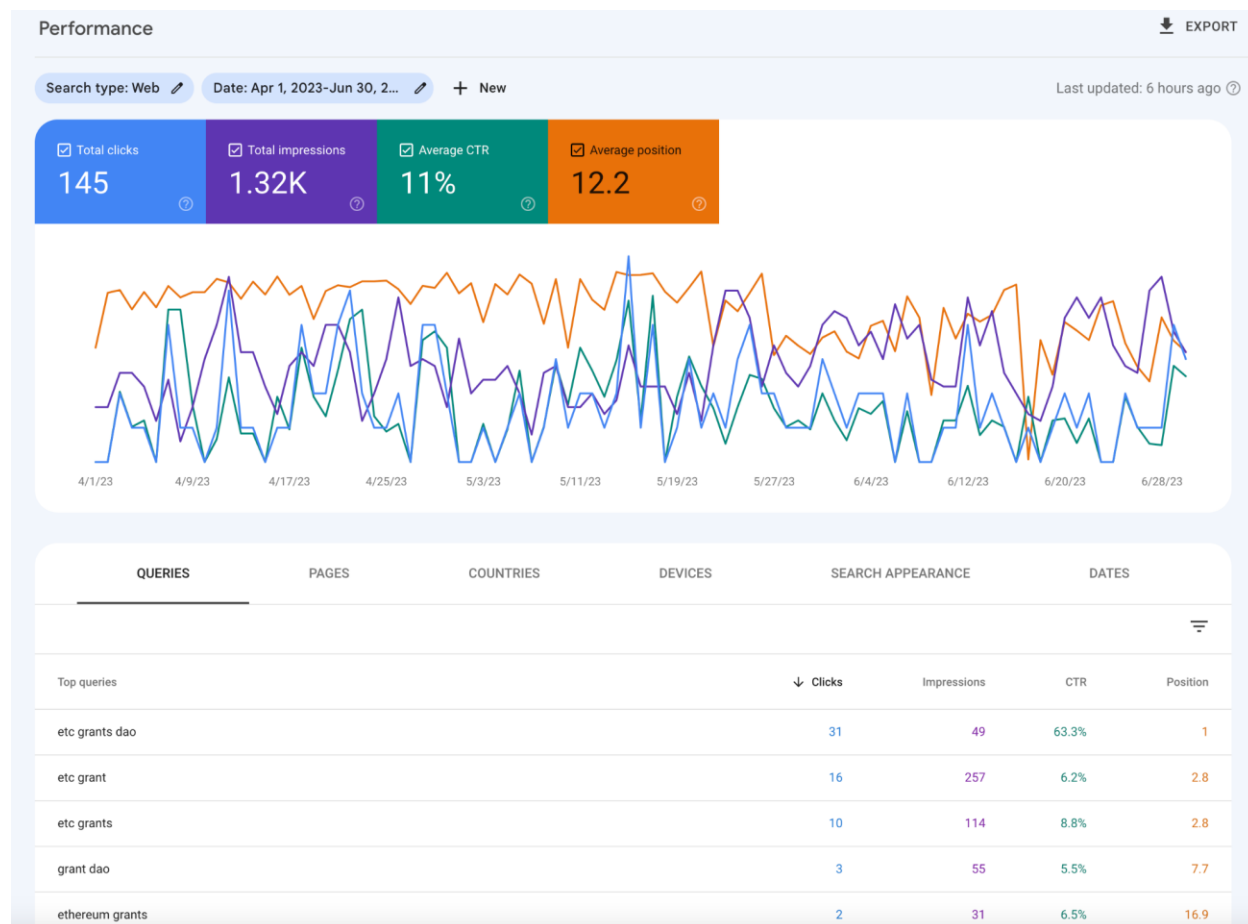 Performance
EXPORT
Search type: Web
Date: Apr 1, 2023-Jun 30, 2...
+ New
Last updated: 6 hours ago
Total clicks
145
Total impressions
1.32K
Average CTR
11%
Average position
12.2
4/1/23 4/9/23 4/17/23 4/25/23 5/3/23 5/11/23 5/19/23 5/27/23 6/4/23 6/12/23 6/20/23 6/28/23
QUERIES PAGES COUNTRIES DEVICES SEARCH APPEARANCE DATES
Top queries Clicks Impressions CTR Position
etc grants dao 31 49 63.3% 1
etc grant 16 257 6.2% 2.8
etc grants 10 114 8.8% 2.8
grant dao 3 55 5.5% 7.7
ethereum grants 2 31 6.5% 16.9